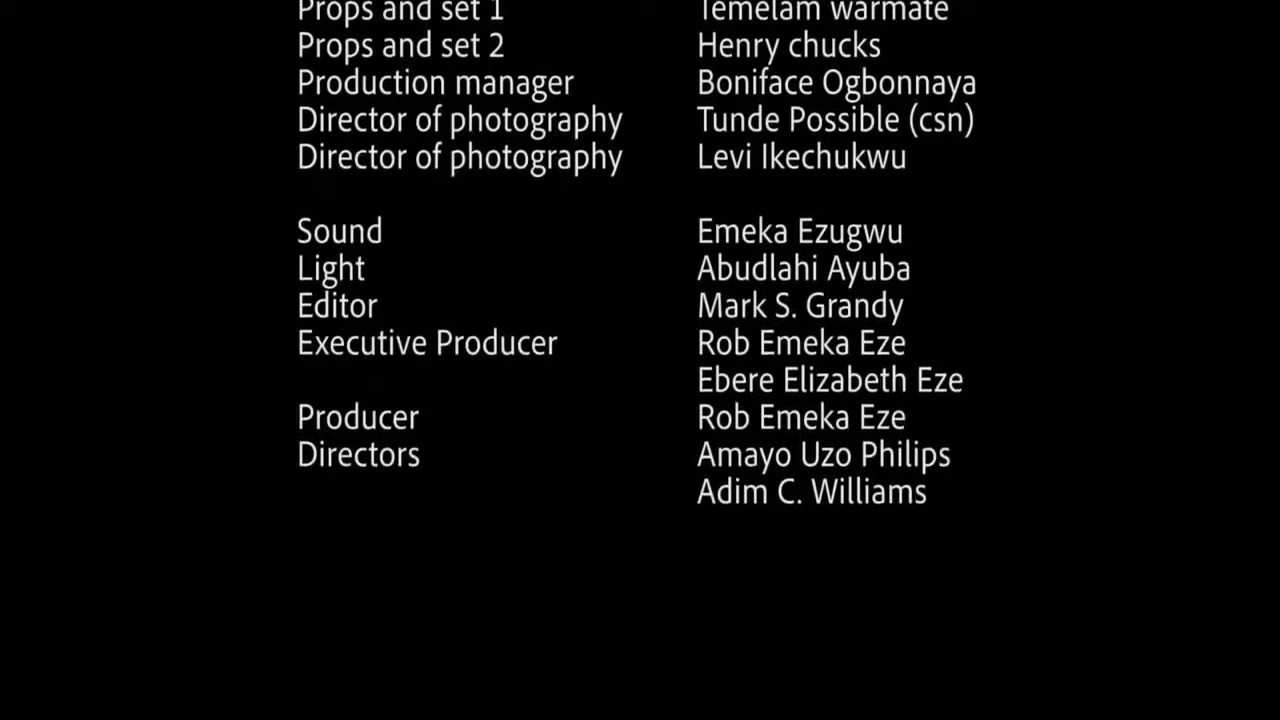 Props and set 1 Temelam warmate
Props and set 2 Henry chucks
Production manager Boniface Ogbonnaya
Director of photography Tunde Possible (csn)
Director of photography Levi Ikechukwu
Sound Emeka Ezugwu
Light Abudlahi Ayuba
Editor Mark S. Grandy
Executive Producer Rob Emeka Eze
Ebere Elizabeth Eze
Producer Rob Emeka Eze
Directors Amayo Uzo Philips
Adim C. Williams